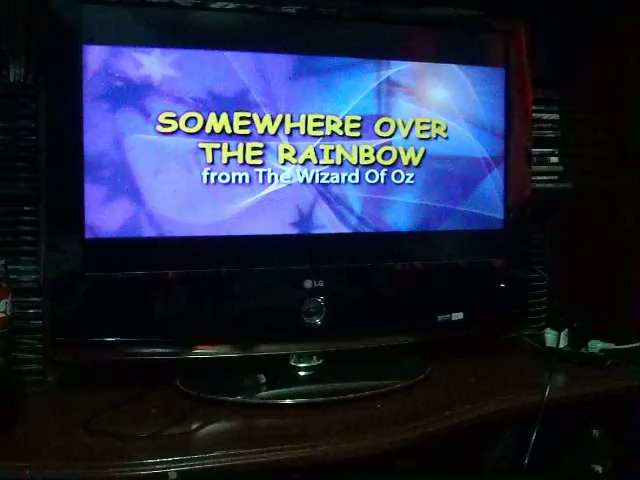 SOMEWHERE OVER
THE RAINBOW
from The Wizard Of Oz
LG